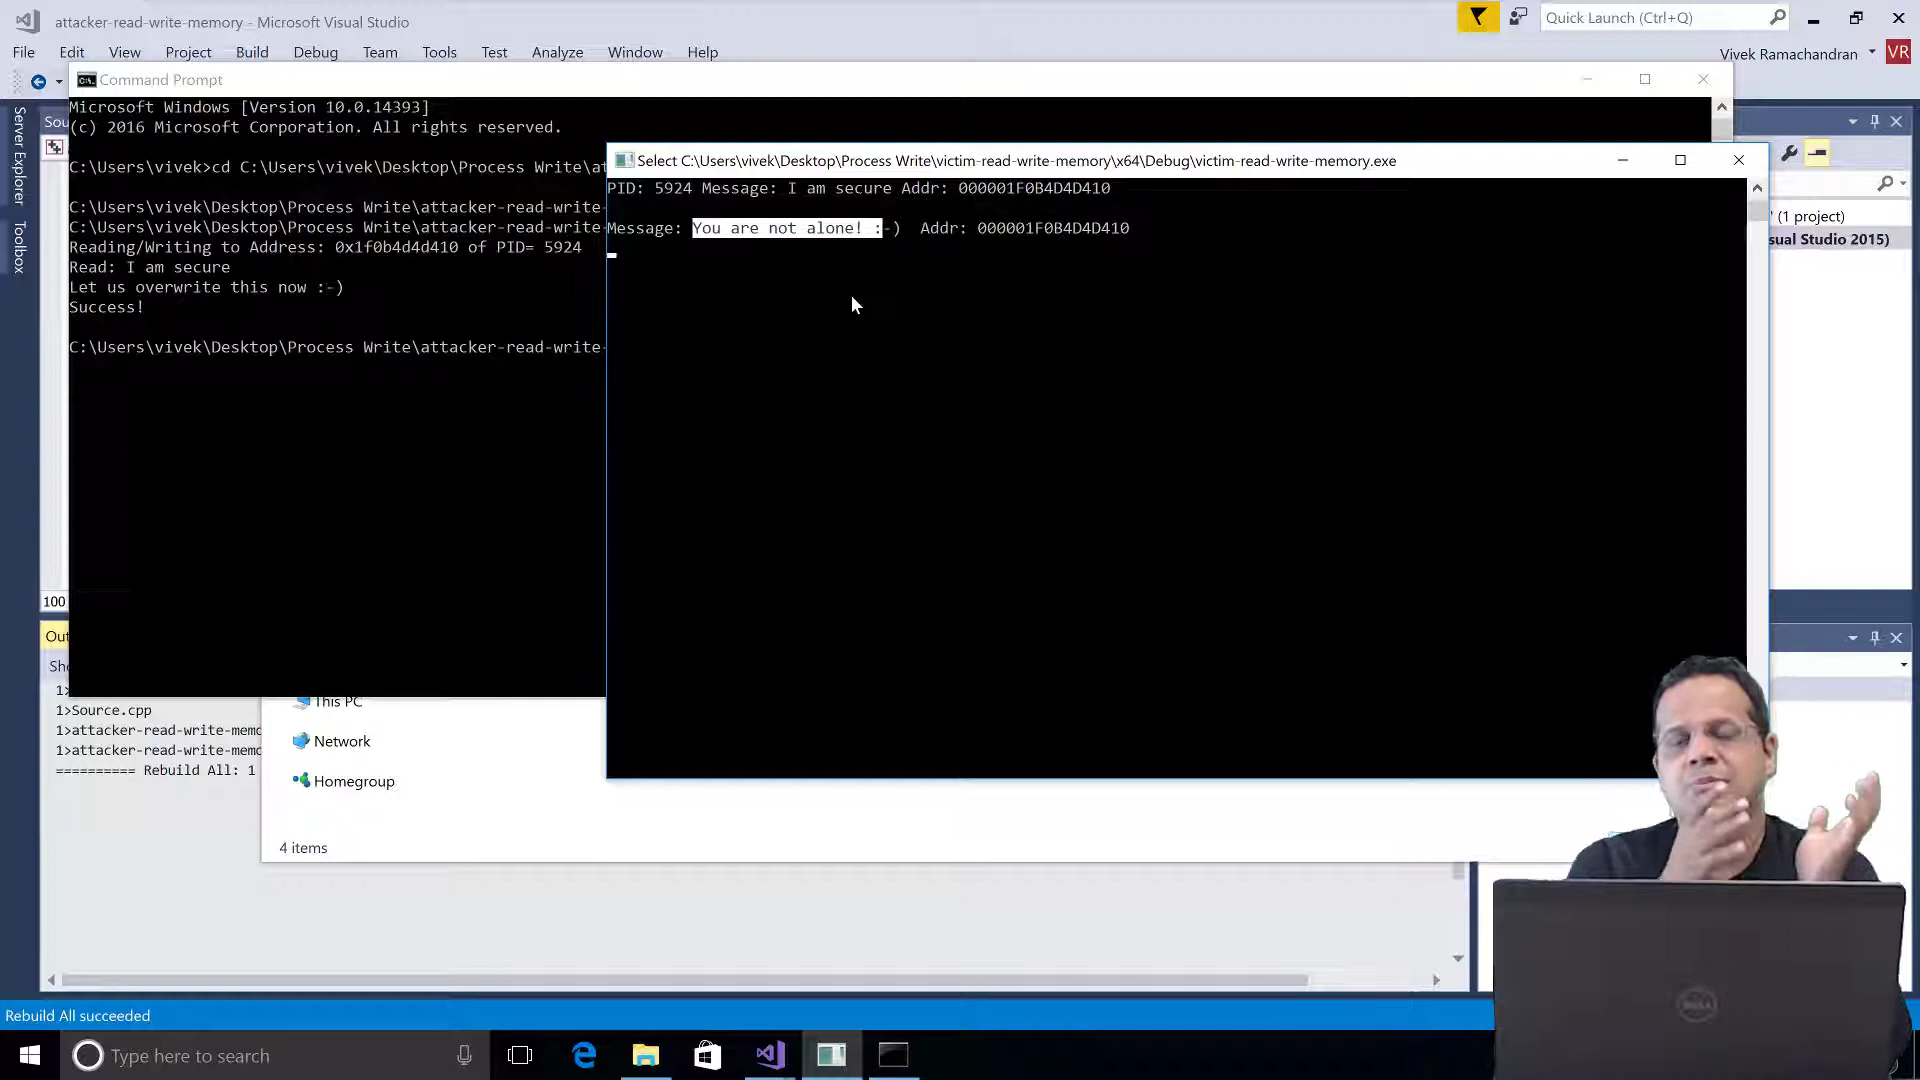 attacker-read-write-memory - Microsoft Visual Studio
Quick Launch (Ctrl+Q)
File Edit View Project Build Debug Team Tools Test Analyze Window Help
Vivek Ramachandran
VR
Command Prompt
Microsoft Windows [Version 10.0.14393]
(c) 2016 Microsoft Corporation. All rights reserved.
C:\Users\vivek>cd C:\Users\vivek\Desktop\Process Write\at
C:\Users\vivek\Desktop\Process Write\attacker-read-write-
C:\Users\vivek\Desktop\Process Write\attacker-read-write-
Reading/Writing to Address: 0x1f0b4d4d410 of PID= 5924
Read: I am secure
Let us overwrite this now :-)
Success!
C:\Users\vivek\Desktop\Process Write\attacker-read-write-
Select C:\Users\vivek\Desktop\Process Write\victim-read-write-memory\x64\Debug\victim-read-write-memory.exe
PID: 5924 Message: I am secure Addr: 000001F0B4D4D410
Message: You are not alone! :-)  Addr: 000001F0B4D4D410
Server Explorer
Toolbox
Sou
(1 project)
sual Studio 2015)
100
Out
Sho
1>
1>Source.cpp
1>attacker-read-write-memo
1>attacker-read-write-memo
========== Rebuild All: 1
This PC
Network
Homegroup
4 items
Rebuild All succeeded
Type here to search
DELL